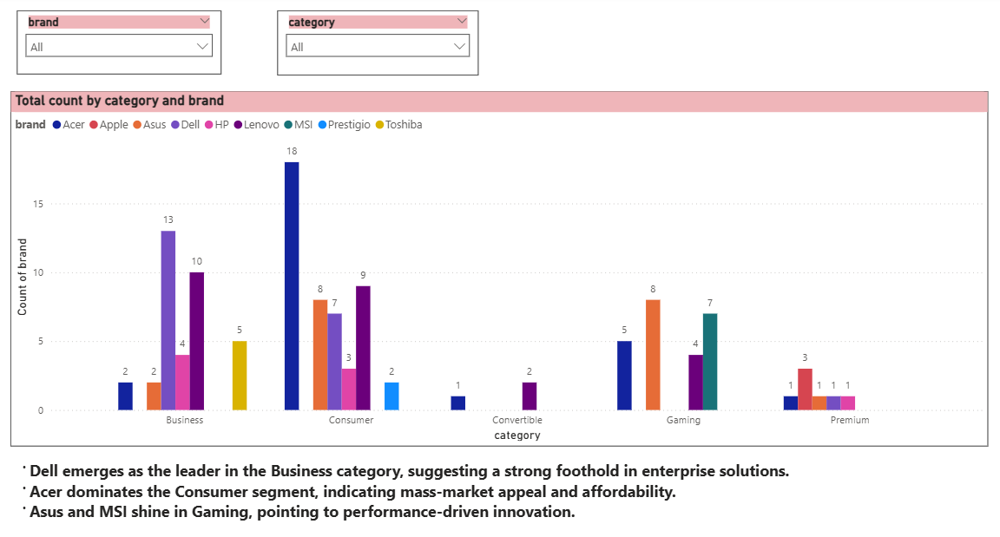 brand
category
All
All
Total count by category and brand
brand Acer Apple Asus Dell HP Lenovo MSI Prestigio Toshiba
18
15
13
10
10
9
8
8
7
7
5
5
5
4
4
3
3
2
2
2
2
1
1
1
1
1
0
Count of brand
Business Consumer Convertible Gaming Premium
category
· Dell emerges as the leader in the Business category, suggesting a strong foothold in enterprise solutions.
· Acer dominates the Consumer segment, indicating mass-market appeal and affordability.
· Asus and MSI shine in Gaming, pointing to performance-driven innovation.